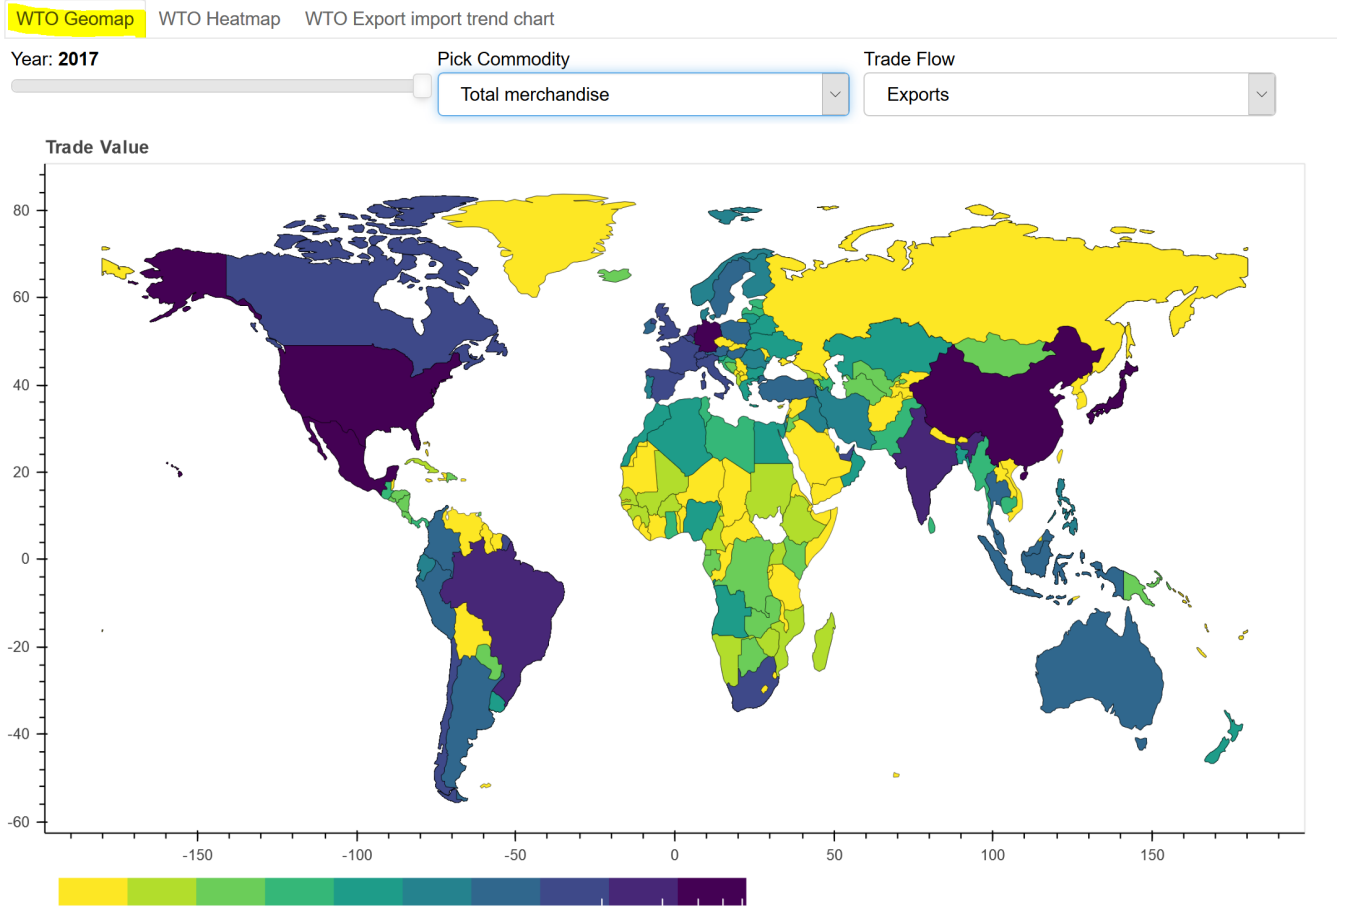 WTO Geomap WTO Heatmap WTO Export import trend chart
Year: 2017 Pick Commodity Trade Flow
Total merchandise Exports
Trade Value
80
60
40
20
0
-20
-40
-60
-150 -100 -50 0 50 100 150